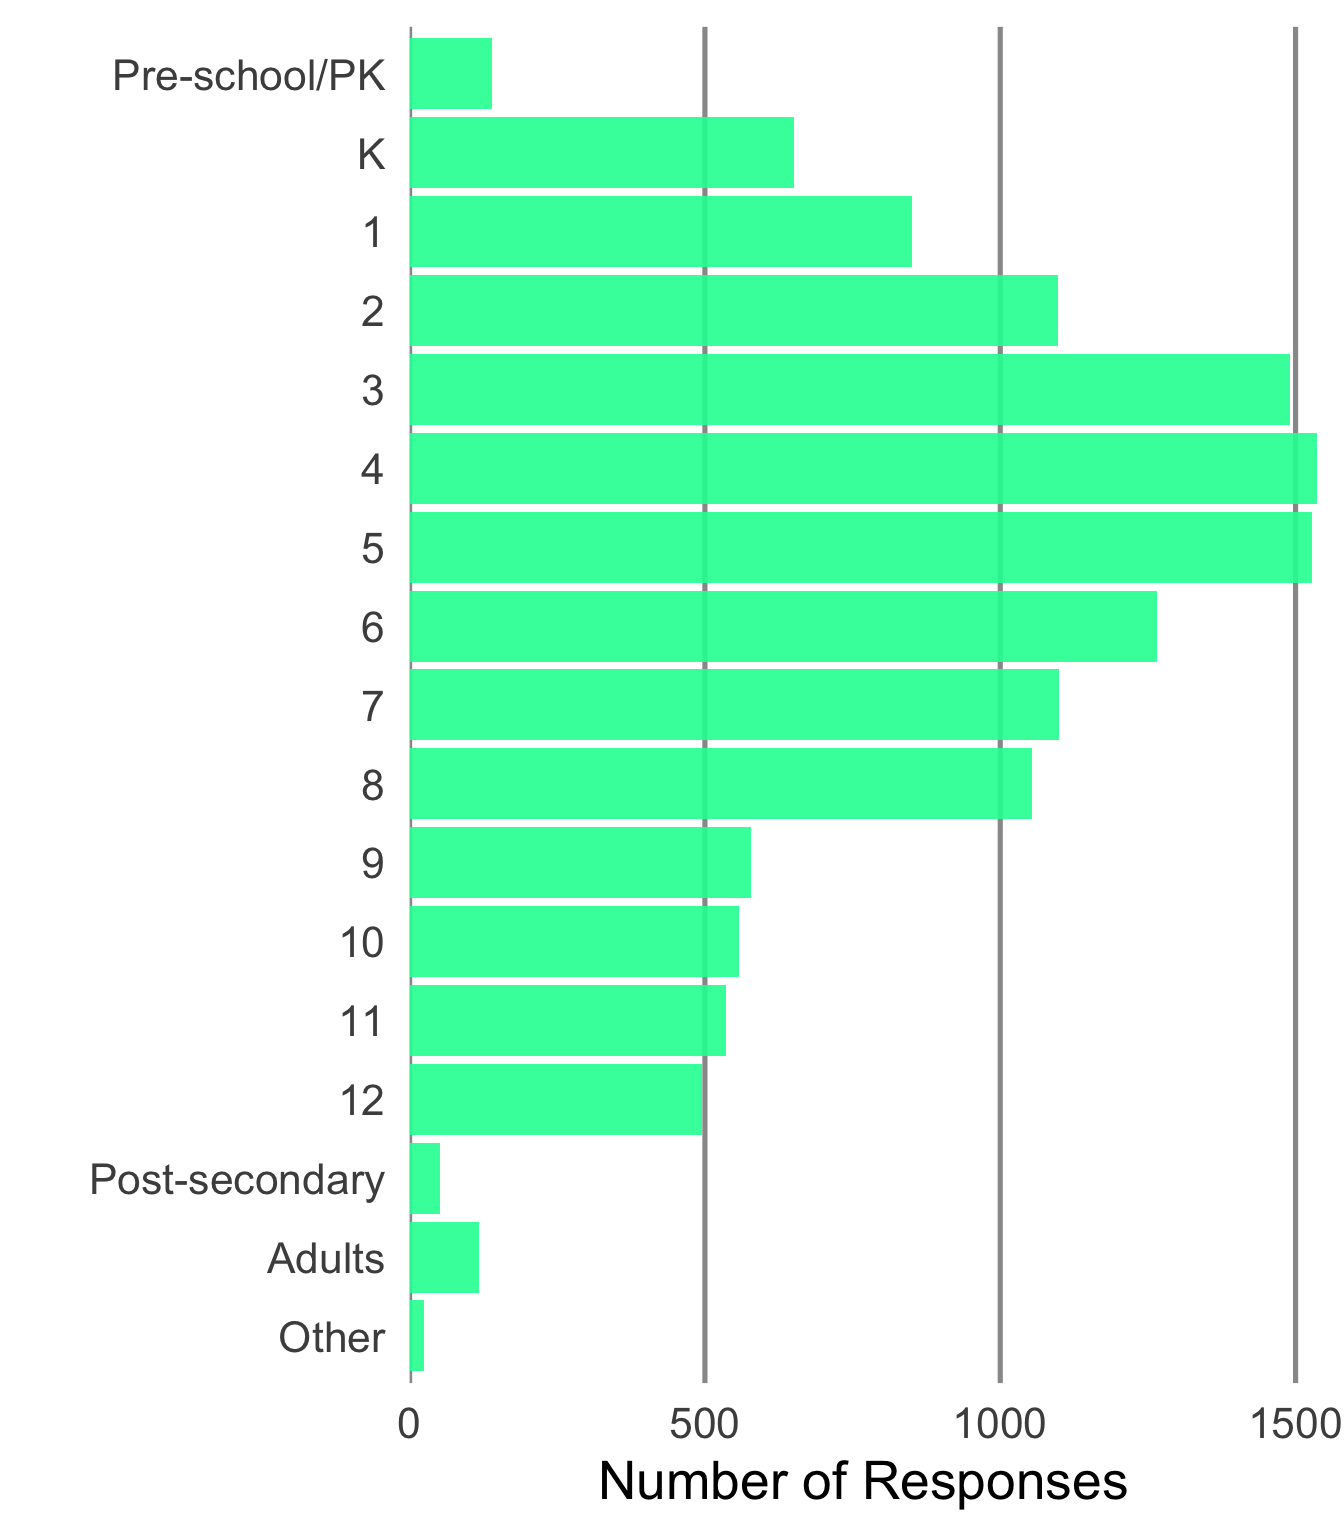 Pre-school/PK
K
1
2
3
4
5
6
7
8
9
10
11
12
Post-secondary
Adults
Other
0 500 1000 1500
Number of Responses